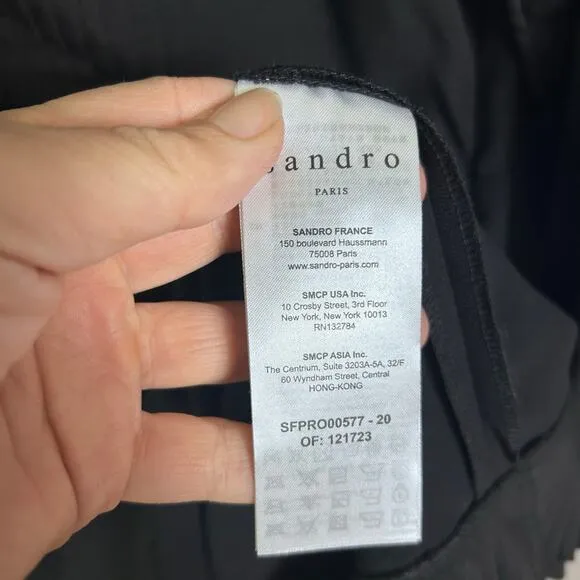 sandro
PARIS
SANDRO FRANCE
150 boulevard Haussmann
75008 Paris
www.sandro-paris.com
SMCP USA Inc.
10 Crosby Street, 3rd Floor
New York, New York 10013
RN132784
SMCP ASIA Inc.
The Centrium, Suite 3203A-5A, 32/F
60 Wyndham Street, Central
HONG-KONG
SFPRO00577 - 20
OF: 121723